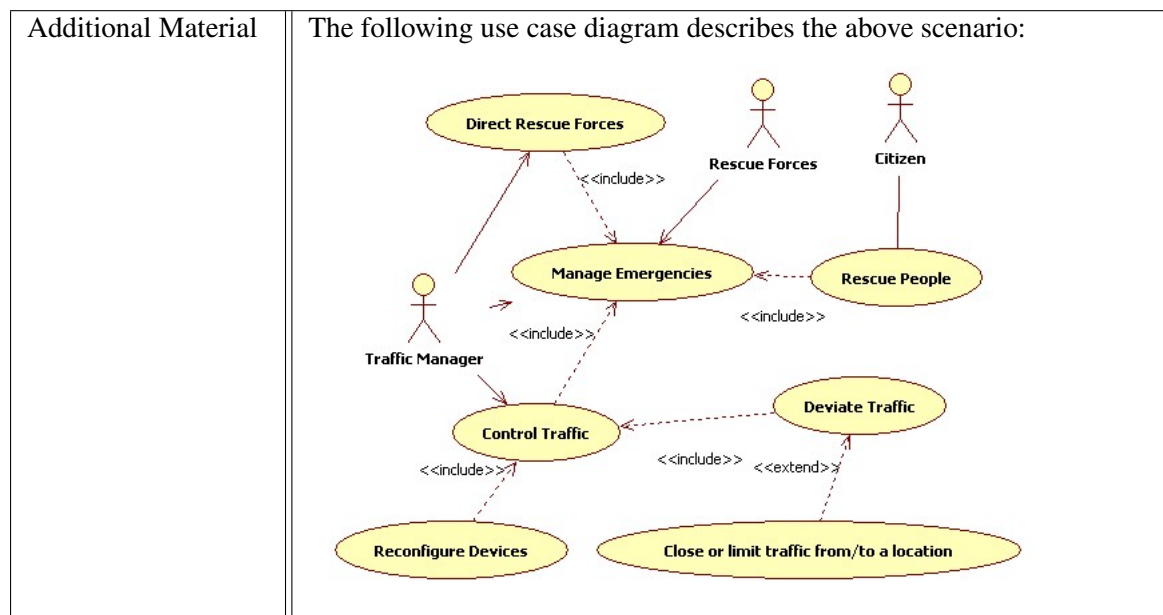 Additional Material
The following use case diagram describes the above scenario:
Direct Rescue Forces
Rescue Forces
Citizen
<<include>>
Manage Emergencies
Rescue People
<<include>>
<<include>>
Traffic Manager
Deviate Traffic
Control Traffic
<<include>>
<<include>>
<<extend>>
Reconfigure Devices
Close or limit traffic from/to a location